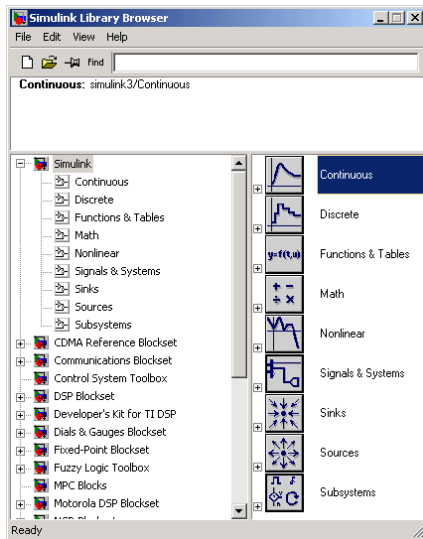 Simulink Library Browser
File Edit View Help
Find
Continuous: simulink3/Continuous
Simulink
Continuous
Discrete
Functions & Tables
Math
Nonlinear
Signals & Systems
Sinks
Sources
Subsystems
CDMA Reference Blockset
Communications Blockset
Control System Toolbox
DSP Blockset
Developer's Kit for TI DSP
Dials & Gauges Blockset
Fixed-Point Blockset
Fuzzy Logic Toolbox
MPC Blocks
Motorola DSP Blockset
Continuous
Discrete
y=f(t,u)
Functions & Tables
+ −
÷ ×
Math
Nonlinear
Signals & Systems
Sinks
Sources
Subsystems
Ready